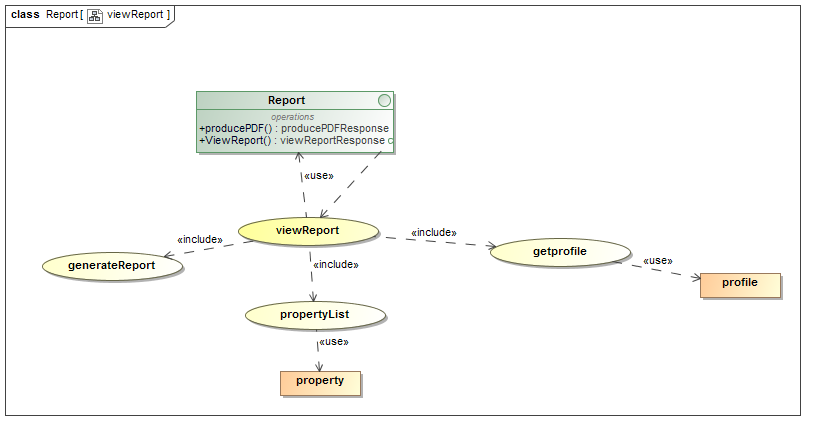 class Report[ viewReport ]
Report
operations
+producePDF() : producePDFResponse
+ViewReport() : viewReportResponse
«use»
viewReport
«include»
«include»
getprofile
generateReport
«include»
«use»
profile
propertyList
«use»
property